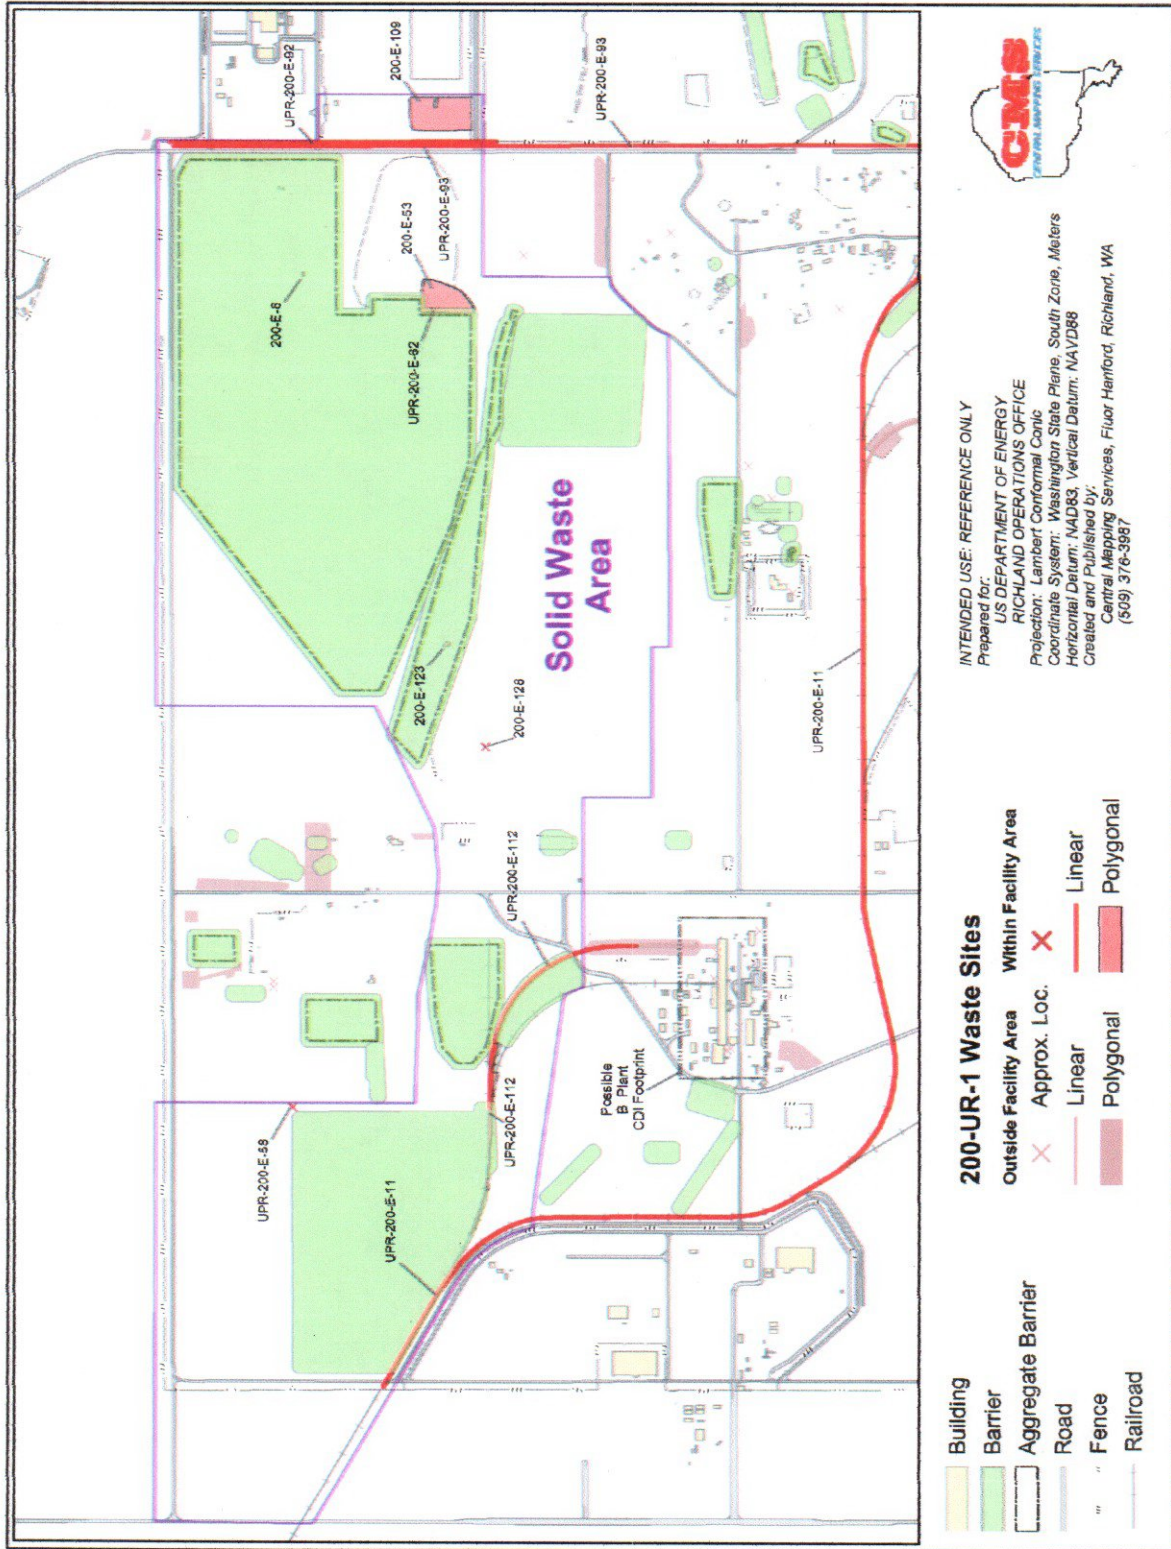 UPR-200-E-92
200-E-109
UPR-200-E-93
200-E-8
200-E-53
UPR-200-E-93
UPR-200-E-62
Solid Waste
Area
200-E-123
200-E-128
UPR-200-E-112
UPR-200-E-11
UPR-200-E-58
UPR-200-E-112
UPR-200-E-11
Possible
B Plant
CDI Footprint
Building
Barrier
Aggregate Barrier
Road
Fence
Railroad
200-UR-1 Waste Sites
Outside Facility Area
Within Facility Area
Approx. Loc.
Linear
Linear
Polygonal
Polygonal
INTENDED USE: REFERENCE ONLY
Prepared for:
US DEPARTMENT OF ENERGY
RICHLAND OPERATIONS OFFICE
Projection: Lambert Conformal Conic
Coordinate System: Washington State Plane, South Zone, Meters
Horizontal Datum: NAD83, Vertical Datum: NAVD88
Created and Published by:
Central Mapping Services, Fluor Hanford, Richland, WA
(509) 376-3987
CMS
CENTRAL MAPPING SERVICES